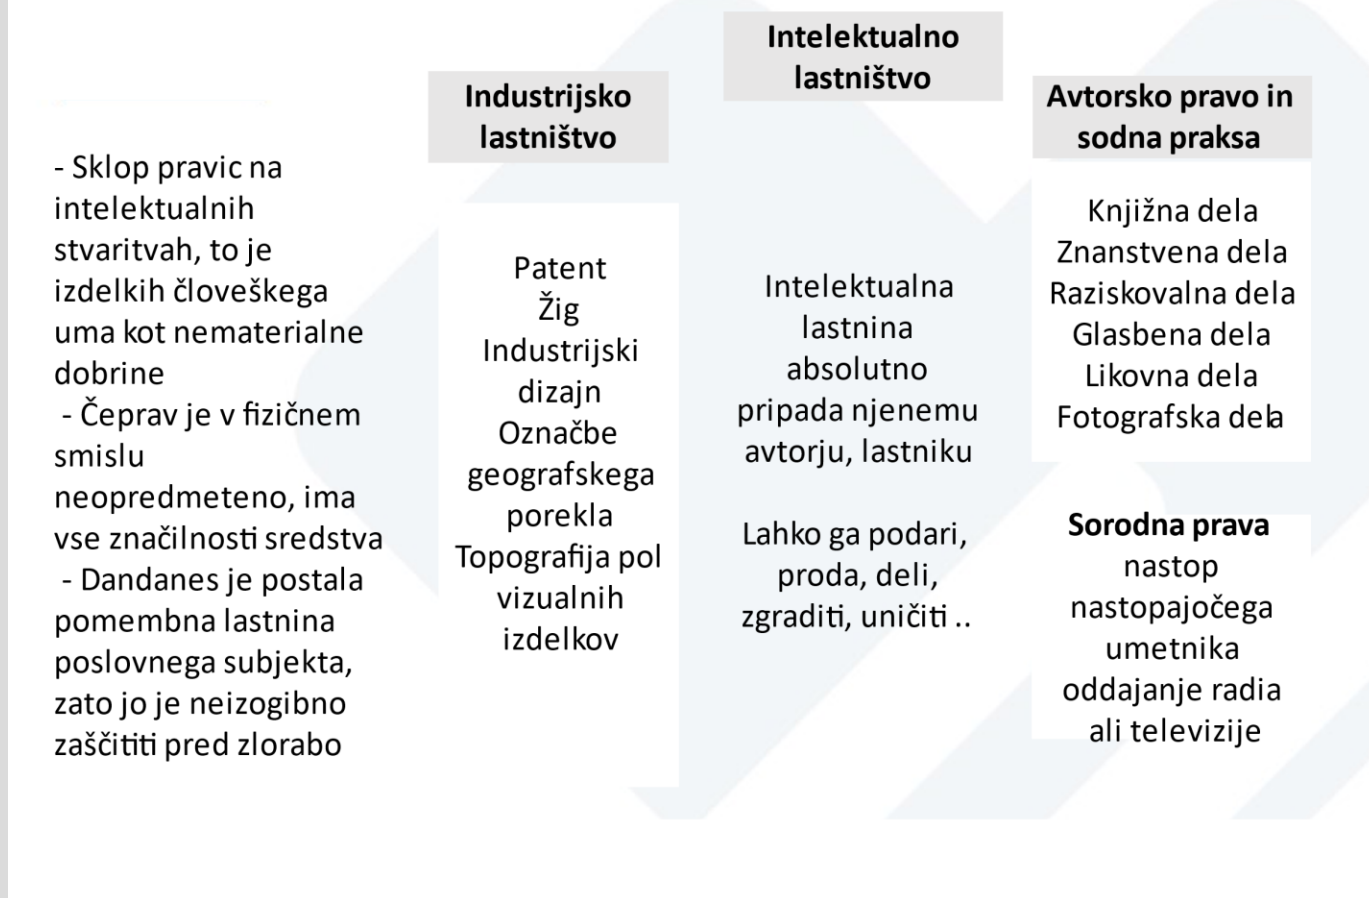 - Sklop pravic na
intelektualnih
stvaritvah, to je
izdelkih človeškega
uma kot nematerialne
dobrine
- Čeprav je v fizičnem
smislu
neopredmeteno, ima
vse značilnosti sredstva
- Dandanes je postala
pomembna lastnina
poslovnega subjekta,
zato jo je neizogibno
zaščititi pred zlorabo
Industrijsko
lastništvo
Patent
Žig
Industrijski
dizajn
Označbe
geografskega
porekla
Topografija pol
vizualnih
izdelkov
Intelektualno
lastništvo
Intelektualna
lastnina
absolutno
pripada njenemu
avtorju, lastniku
Lahko ga podari,
proda, deli,
zgraditi, uničiti ..
Avtorsko pravo in
sodna praksa
Knjižna dela
Znanstvena dela
Raziskovalna dela
Glasbena dela
Likovna dela
Fotografska dela
Sorodna prava
nastop
nastopajočega
umetnika
oddajanje radia
ali televizije